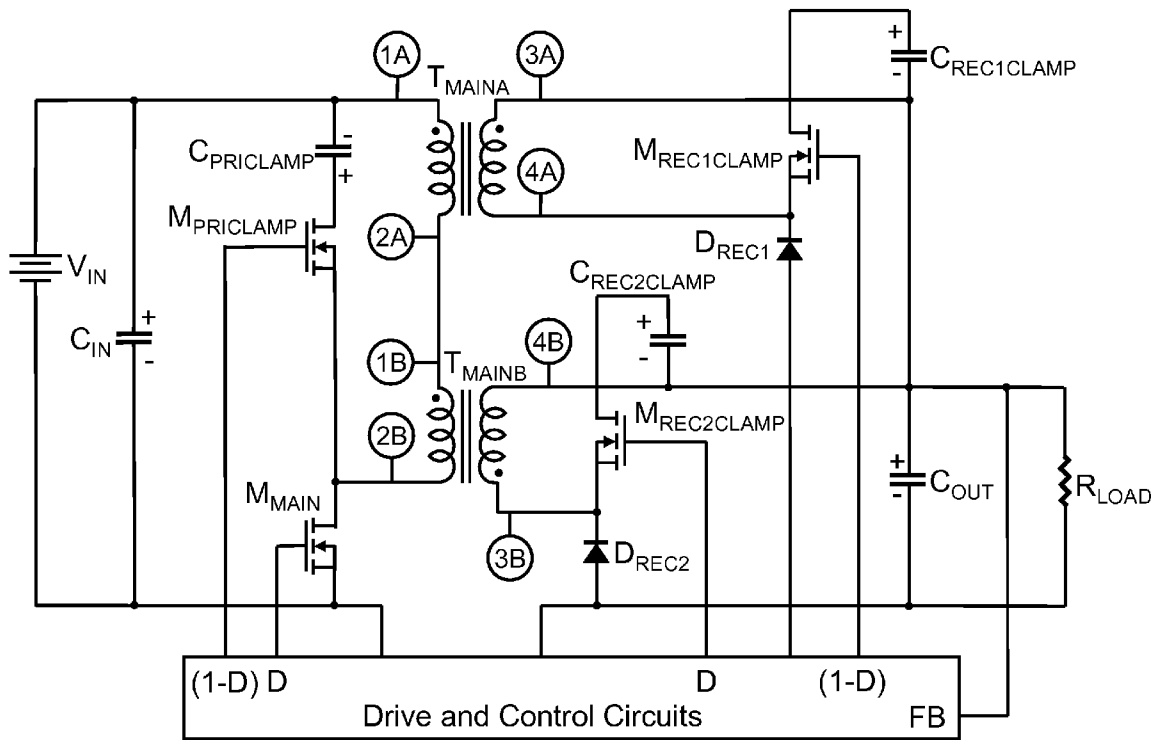 1A
3A
+
-
C_REC1CLAMP
T_MAINA
-
C_PRICLAMP
+
M_REC1CLAMP
4A
M_PRICLAMP
2A
D_REC1
V_IN
C_REC2CLAMP
+
-
C_IN
+
-
1B
T_MAINB
4B
M_REC2CLAMP
2B
+
-
C_OUT
R_LOAD
M_MAIN
3B
D_REC2
(1-D) D
D
(1-D)
Drive and Control Circuits
FB